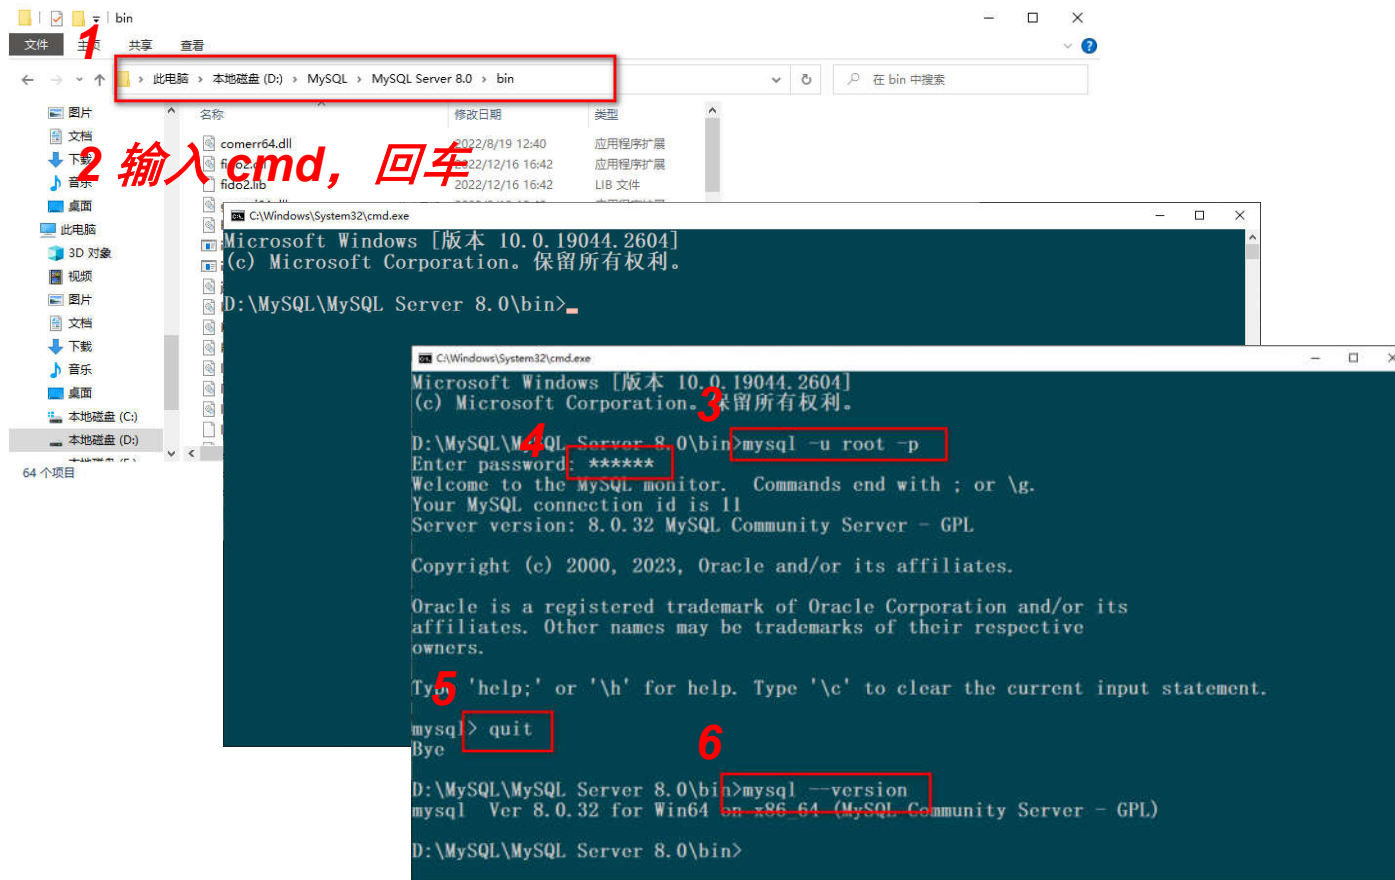 bin
文件 主页 共享 查看
1
此电脑 › 本地磁盘 (D:) › MySQL › MySQL Server 8.0 › bin
在 bin 中搜索
名称 修改日期 类型
图片
文档
下载
音乐
桌面
此电脑
3D 对象
视频
图片
文档
下载
音乐
桌面
本地磁盘 (C:)
本地磁盘 (D:)
64 个项目
comerr64.dll 2022/8/19 12:40 应用程序扩展
fido2.dll 2022/12/16 16:42 应用程序扩展
fido2.lib 2022/12/16 16:42 LIB 文件
2 输入 cmd，回车
C:\Windows\System32\cmd.exe
Microsoft Windows [版本 10.0.19044.2604]
(c) Microsoft Corporation。保留所有权利。
D:\MySQL\MySQL Server 8.0\bin>
C:\Windows\System32\cmd.exe
Microsoft Windows [版本 10.0.19044.2604]
(c) Microsoft Corporation。保留所有权利。
3
4
D:\MySQL\MySQL Server 8.0\bin>mysql -u root -p
Enter password: ******
Welcome to the MySQL monitor.  Commands end with ; or \g.
Your MySQL connection id is 11
Server version: 8.0.32 MySQL Community Server - GPL
Copyright (c) 2000, 2023, Oracle and/or its affiliates.
Oracle is a registered trademark of Oracle Corporation and/or its
affiliates. Other names may be trademarks of their respective
owners.
5
Type 'help;' or '\h' for help. Type '\c' to clear the current input statement.
mysql> quit
Bye
6
D:\MySQL\MySQL Server 8.0\bin>mysql --version
mysql  Ver 8.0.32 for Win64 on x86_64 (MySQL Community Server - GPL)
D:\MySQL\MySQL Server 8.0\bin>